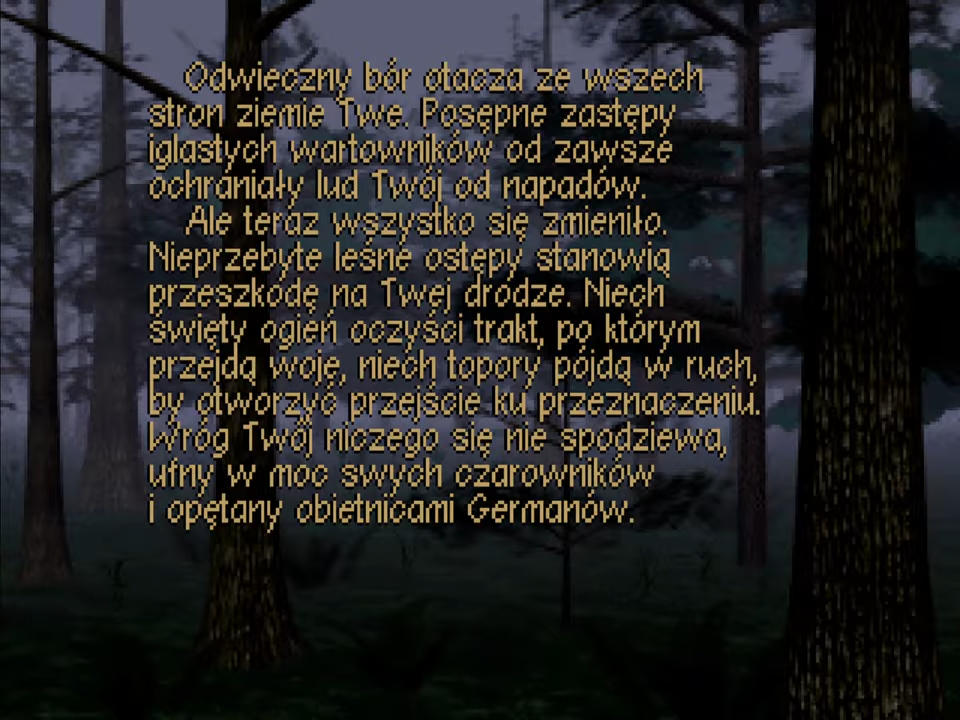 Odwieczny bór otacza ze wszech
stron ziemie Twe. Posępne zastępy
iglastych wartowników od zawsze
ochraniały lud Twój od napadów.
Ale teraz wszystko się zmieniło.
Nieprzebyte leśne ostępy stanowią
przeszkodę na Twej drodze. Niech
święty ogień oczyści trakt, po którym
przejdą woje, niech topory pójdą w ruch,
by otworzyć przejście ku przeznaczeniu.
Wróg Twój niczego się nie spodziewa,
ufny w moc swych czarowników
i opętany obietnicami Germanów.